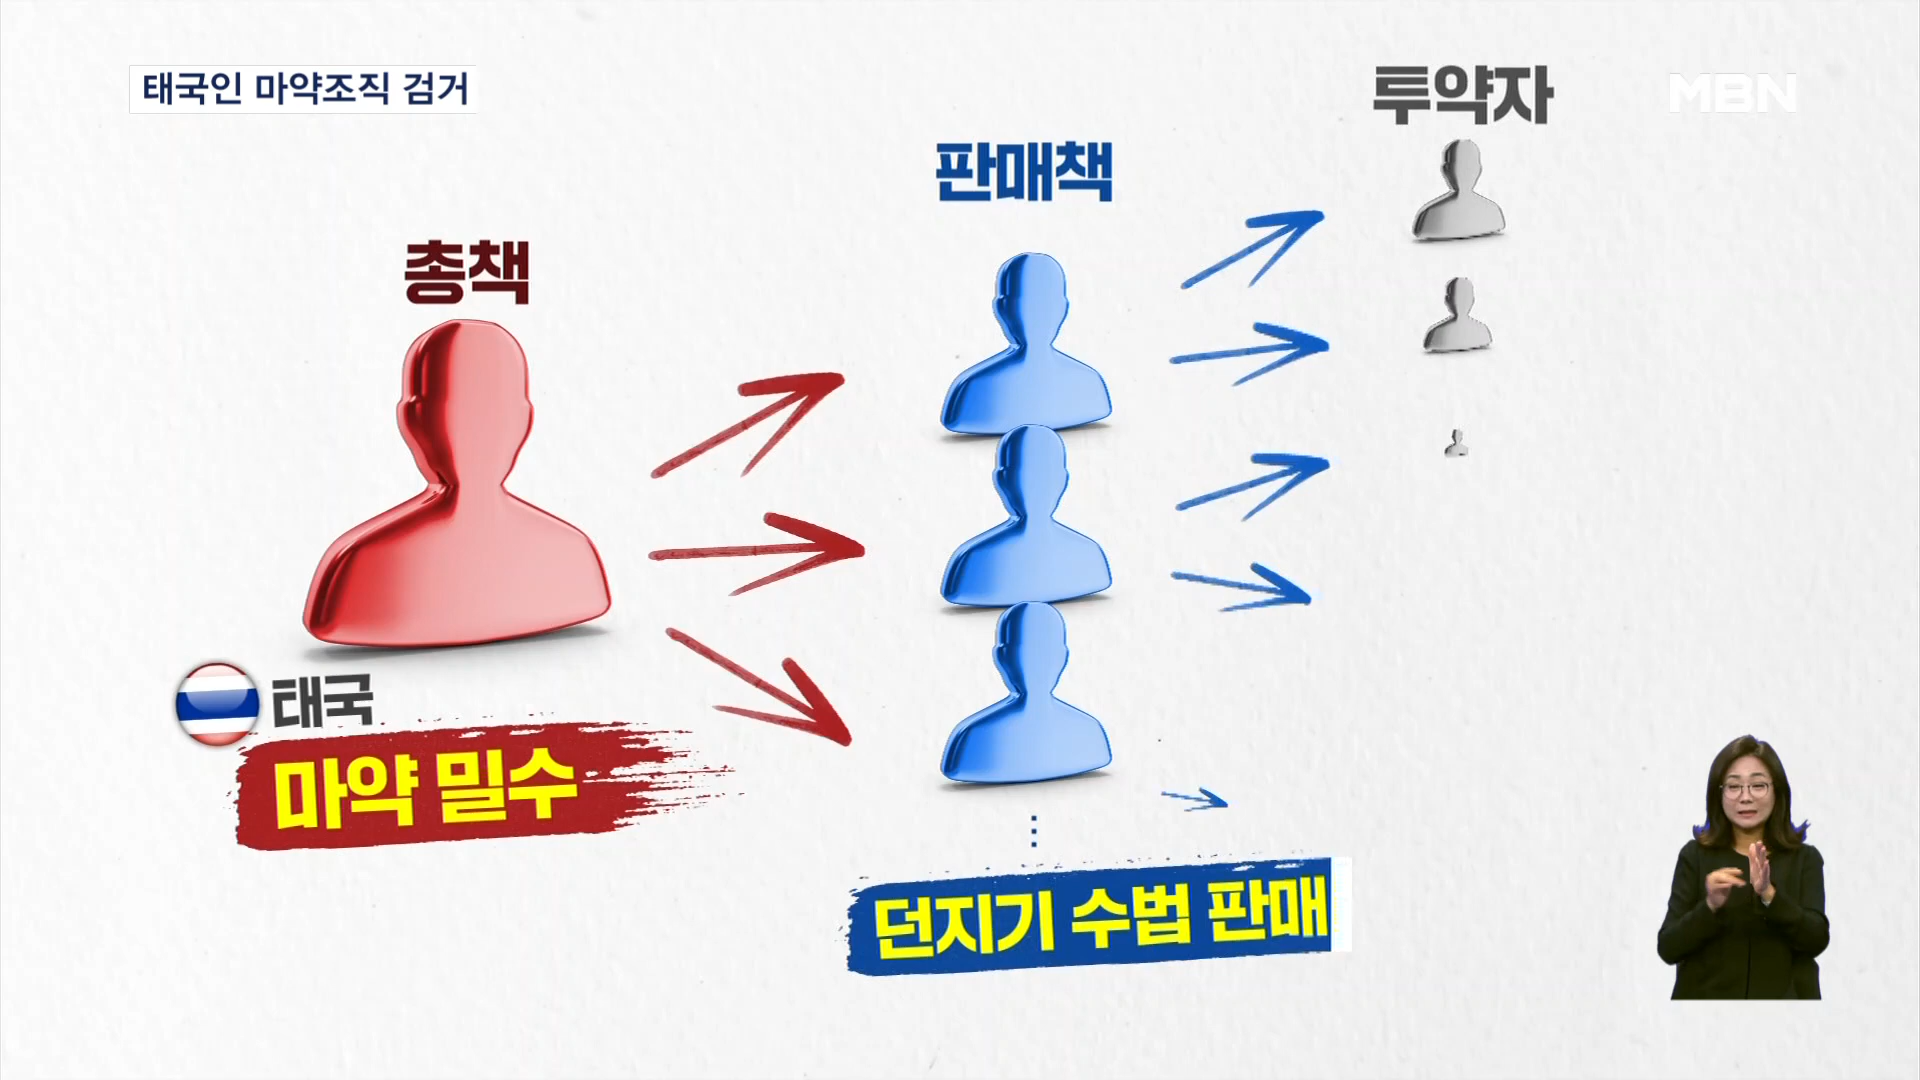 태국인 마약조직 검거
MBN
투약자
판매책
총책
태국
마약 밀수
던지기 수법 판매